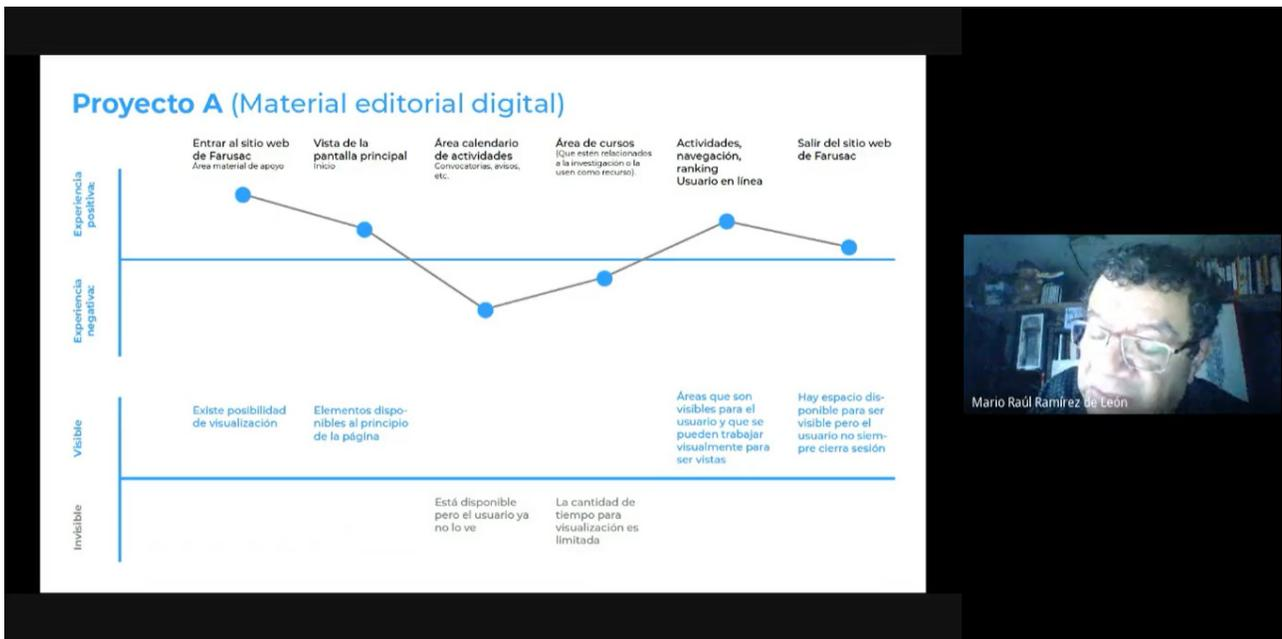 Proyecto A (Material editorial digital)
Entrar al sitio web
de Farusac
Área material de apoyo
Vista de la
pantalla principal
Inicio
Área calendario
de actividades
Convocatorias, avisos,
etc.
Área de cursos
(Que estén relacionados
a la investigación o la
usen como recurso).
Actividades,
navegación,
ranking
Usuario en línea
Salir del sitio web
de Farusac
Experiencia
positiva:
Experiencia
negativa:
Visible
Existe posibilidad
de visualización
Elementos dispo-
nibles al principio
de la página
Áreas que son
visibles para el
usuario y que se
pueden trabajar
visualmente para
ser vistas
Hay espacio dis-
ponible para ser
visible pero el
usuario no siem-
pre cierra sesión
Invisible
Está disponible
pero el usuario ya
no lo ve
La cantidad de
tiempo para
visualización es
limitada
Mario Raúl Ramírez de León